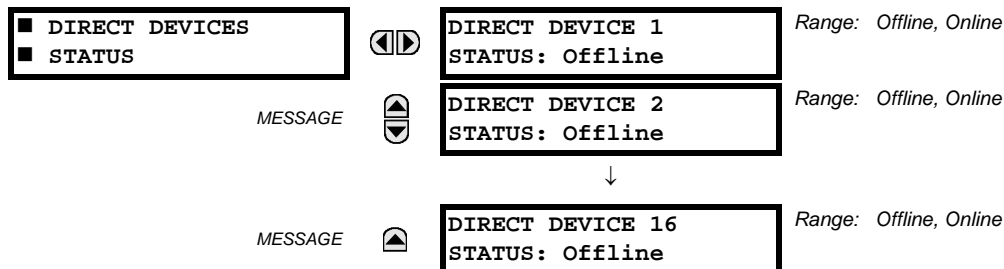 ■ DIRECT DEVICES
■ STATUS
DIRECT DEVICE 1
STATUS: Offline
Range: Offline, Online
MESSAGE
DIRECT DEVICE 2
STATUS: Offline
Range: Offline, Online
↓
MESSAGE
DIRECT DEVICE 16
STATUS: Offline
Range: Offline, Online